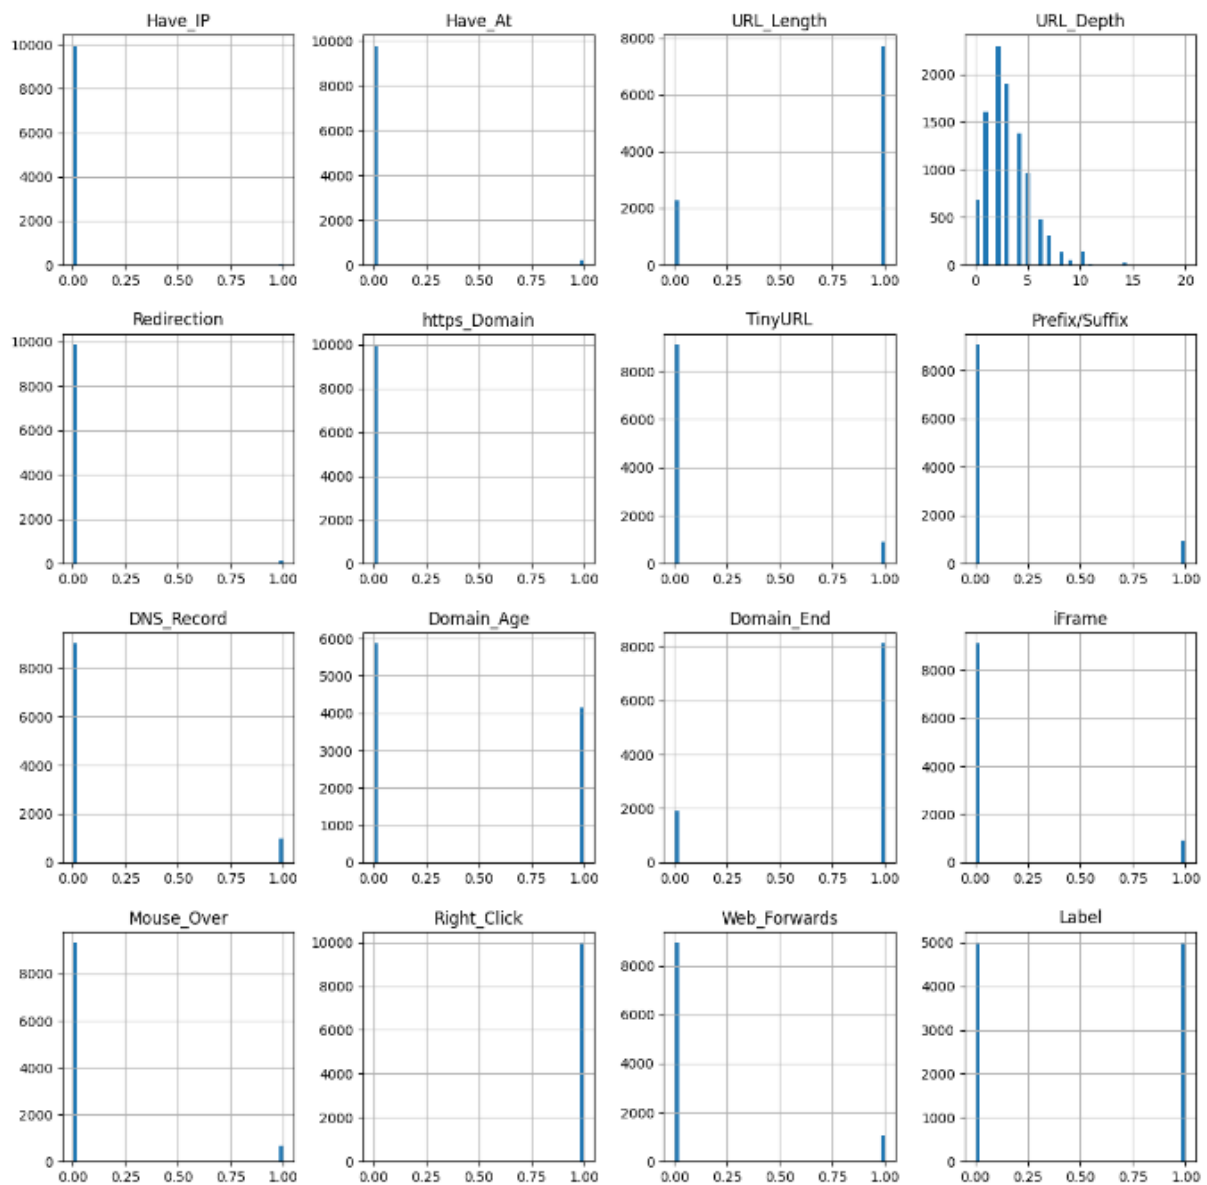 Have_IP Have_At URL_Length URL_Depth
10000 8000 6000 4000 2000 0
0.00 0.25 0.50 0.75 1.00
10000 8000 6000 4000 2000 0
0.00 0.25 0.50 0.75 1.00
8000 6000 4000 2000 0
0.00 0.25 0.50 0.75 1.00
2000 1500 1000 500 0
0 5 10 15 20
Redirection https_Domain TinyURL Prefix/Suffix
10000 8000 6000 4000 2000 0
0.00 0.25 0.50 0.75 1.00
10000 8000 6000 4000 2000 0
0.00 0.25 0.50 0.75 1.00
8000 6000 4000 2000 0
0.00 0.25 0.50 0.75 1.00
8000 6000 4000 2000 0
0.00 0.25 0.50 0.75 1.00
DNS_Record Domain_Age Domain_End iFrame
8000 6000 4000 2000 0
0.00 0.25 0.50 0.75 1.00
6000 5000 4000 3000 2000 1000 0
0.00 0.25 0.50 0.75 1.00
8000 6000 4000 2000 0
0.00 0.25 0.50 0.75 1.00
8000 6000 4000 2000 0
0.00 0.25 0.50 0.75 1.00
Mouse_Over Right_Click Web_Forwards Label
8000 6000 4000 2000 0
0.00 0.25 0.50 0.75 1.00
10000 8000 6000 4000 2000 0
0.00 0.25 0.50 0.75 1.00
8000 6000 4000 2000 0
0.00 0.25 0.50 0.75 1.00
5000 4000 3000 2000 1000 0
0.00 0.25 0.50 0.75 1.00